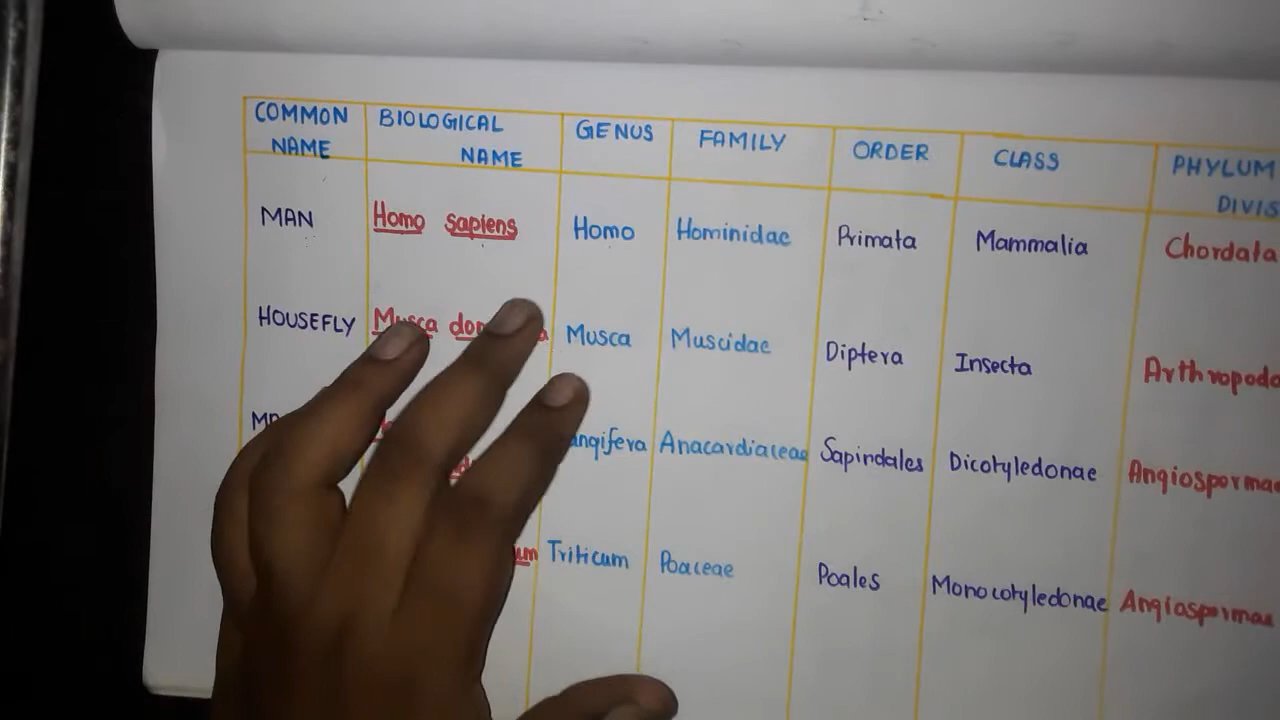 COMMON NAME
BIOLOGICAL NAME
GENUS
FAMILY
ORDER
CLASS
PHYLUM
MAN
Homo sapiens
Homo
Hominidae
Primata
Mammalia
Chordata
HOUSEFLY
Musca
Musca
Muscidae
Diptera
Insecta
Anacardiaceae
Sapindales
Dicotyledonae
Angiospermae
Triticum
Poaceae
Poales
Monocotyledonae
Angiospermae